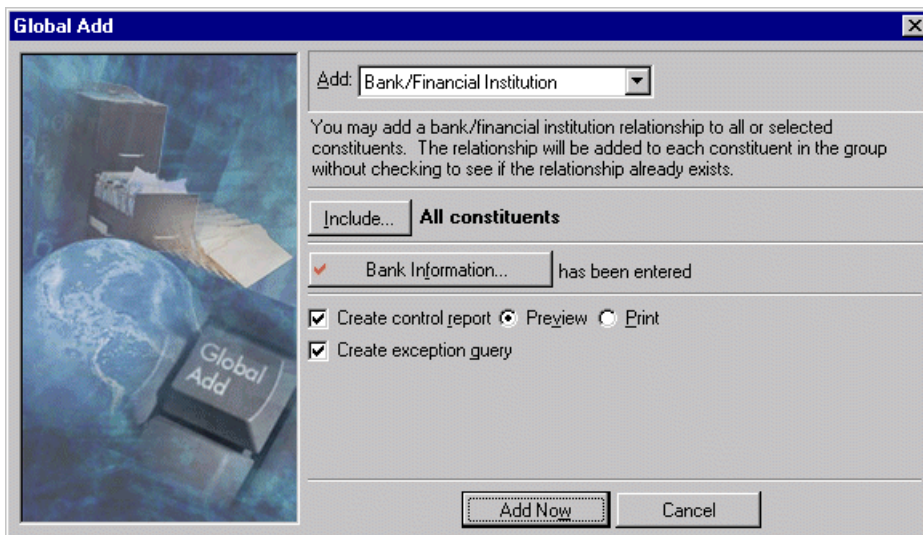 Global Add
Add: Bank/Financial Institution
You may add a bank/financial institution relationship to all or selected
constituents. The relationship will be added to each constituent in the group
without checking to see if the relationship already exists.
Include... All constituents
Bank Information... has been entered
Create control report Preview Print
Create exception query
Global
Add
Add Now Cancel